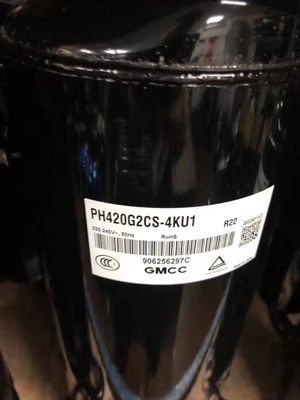 PH420G2CS-4KU1 R22
220-240V~, 50Hz RoHS
906256297C
GMCC